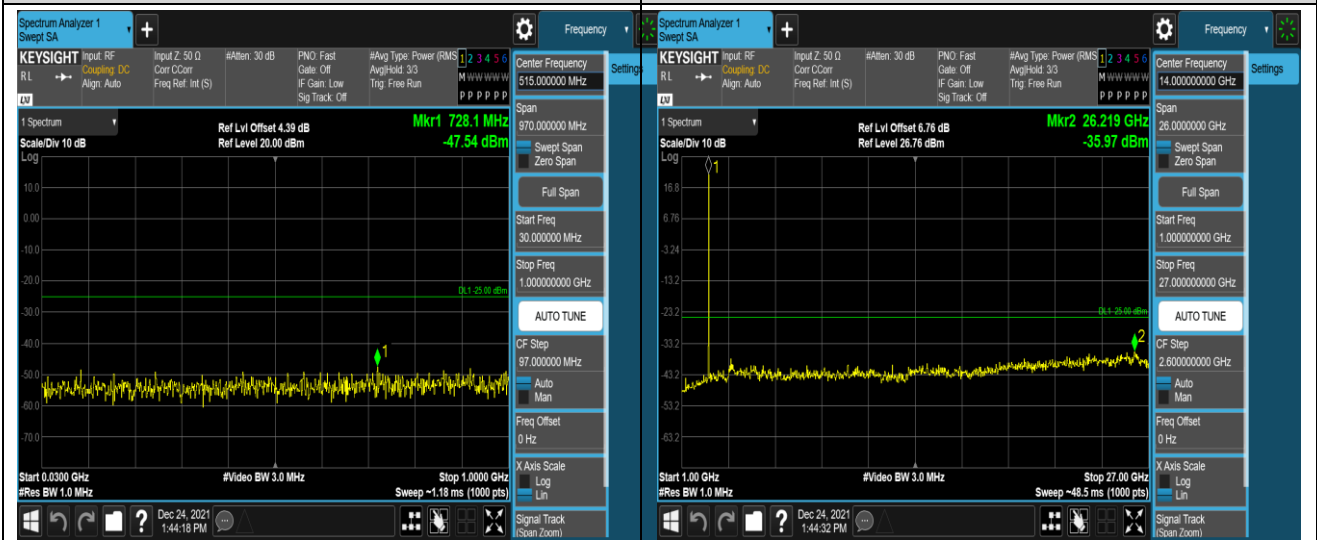 Spectrum Analyzer 1
Swept SA
+
Frequency
KEYSIGHT
Input: RF
Coupling: DC
Align: Auto
Input Z: 50 Ω
Corr CCorr
Freq Ref: Int (S)
#Atten: 30 dB
PNO: Fast
Gate: Off
IF Gain: Low
Sig Track: Off
#Avg Type: Power (RMS
Avg|Hold: 3/3
Trig: Free Run
1 2 3 4 5 6
M W W W W W
P P P P P P
R L
LXI
Center Frequency
515.000000 MHz
Settings
1 Spectrum
Scale/Div 10 dB
Log
Ref Lvl Offset 4.39 dB
Ref Level 20.00 dBm
Mkr1 728.1 MHz
-47.54 dBm
Span
970.000000 MHz
Swept Span
Zero Span
Full Span
Start Freq
30.000000 MHz
Stop Freq
1.000000000 GHz
AUTO TUNE
CF Step
97.000000 MHz
Auto
Man
Freq Offset
0 Hz
X Axis Scale
Log
Lin
Signal Track
(Span Zoom)
10.0
0.00
-10.0
-20.0
-30.0
-40.0
-50.0
-60.0
-70.0
DL1 -25.00 dBm
1
Start 0.0300 GHz
#Res BW 1.0 MHz
#Video BW 3.0 MHz
Stop 1.0000 GHz
Sweep ~1.18 ms (1000 pts)
?
Dec 24, 2021
1:44:18 PM
Spectrum Analyzer 1
Swept SA
+
Frequency
KEYSIGHT
Input: RF
Coupling: DC
Align: Auto
Input Z: 50 Ω
Corr CCorr
Freq Ref: Int (S)
#Atten: 30 dB
PNO: Fast
Gate: Off
IF Gain: Low
Sig Track: Off
#Avg Type: Power (RMS
Avg|Hold: 3/3
Trig: Free Run
1 2 3 4 5 6
M W W W W W
P P P P P P
R L
LXI
Center Frequency
14.000000000 GHz
Settings
1 Spectrum
Scale/Div 10 dB
Log
Ref Lvl Offset 6.76 dB
Ref Level 26.76 dBm
Mkr2 26.219 GHz
-35.97 dBm
Span
26.0000000 GHz
Swept Span
Zero Span
Full Span
Start Freq
1.000000000 GHz
Stop Freq
27.000000000 GHz
AUTO TUNE
CF Step
2.600000000 GHz
Auto
Man
Freq Offset
0 Hz
X Axis Scale
Log
Lin
Signal Track
(Span Zoom)
1
16.8
6.76
-3.24
-13.2
-23.2
-33.2
-43.2
-53.2
-63.2
DL1 -25.00 dBm
2
Start 1.00 GHz
#Res BW 1.0 MHz
#Video BW 3.0 MHz
Stop 27.00 GHz
Sweep ~48.5 ms (1000 pts)
?
Dec 24, 2021
1:44:32 PM